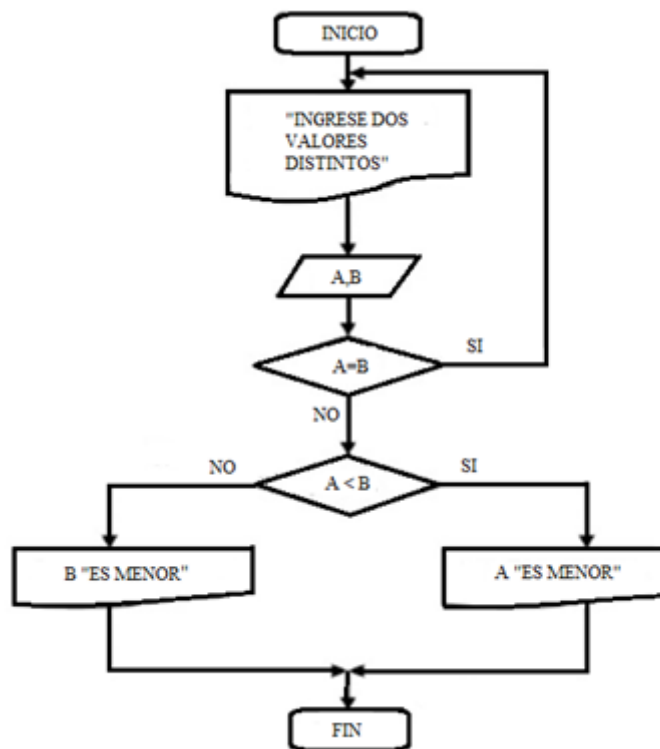 INICIO
"INGRESE DOS
VALORES
DISTINTOS"
A,B
SI
A=B
NO
NO
SI
A < B
B "ES MENOR"
A "ES MENOR"
FIN